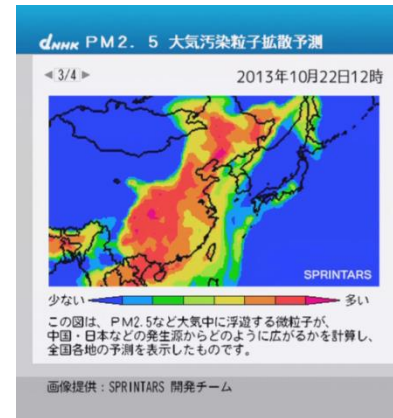 dNHK PM2.5 大気汚染粒子拡散予測
◀ 3/4 ▶ 2013年10月22日12時
SPRINTARS
少ない 多い
この図は、PM2.5など大気中に浮遊する微粒子が、
中国・日本などの発生源からどのように広がるかを計算し、
全国各地の予測を表示したものです。
画像提供:SPRINTARS 開発チーム